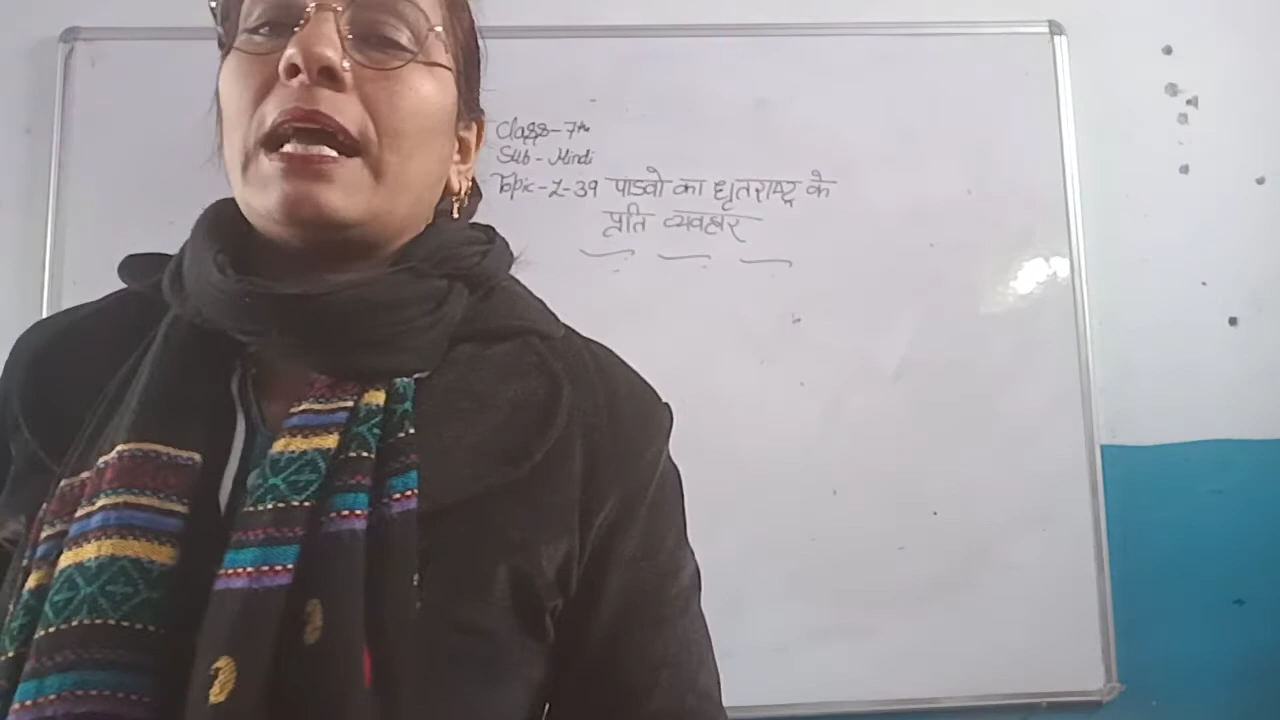 Class-7th
Sub-Hindi
Topic-L-39 पांडवो का धृतराष्ट्र के
प्रति व्यवहार